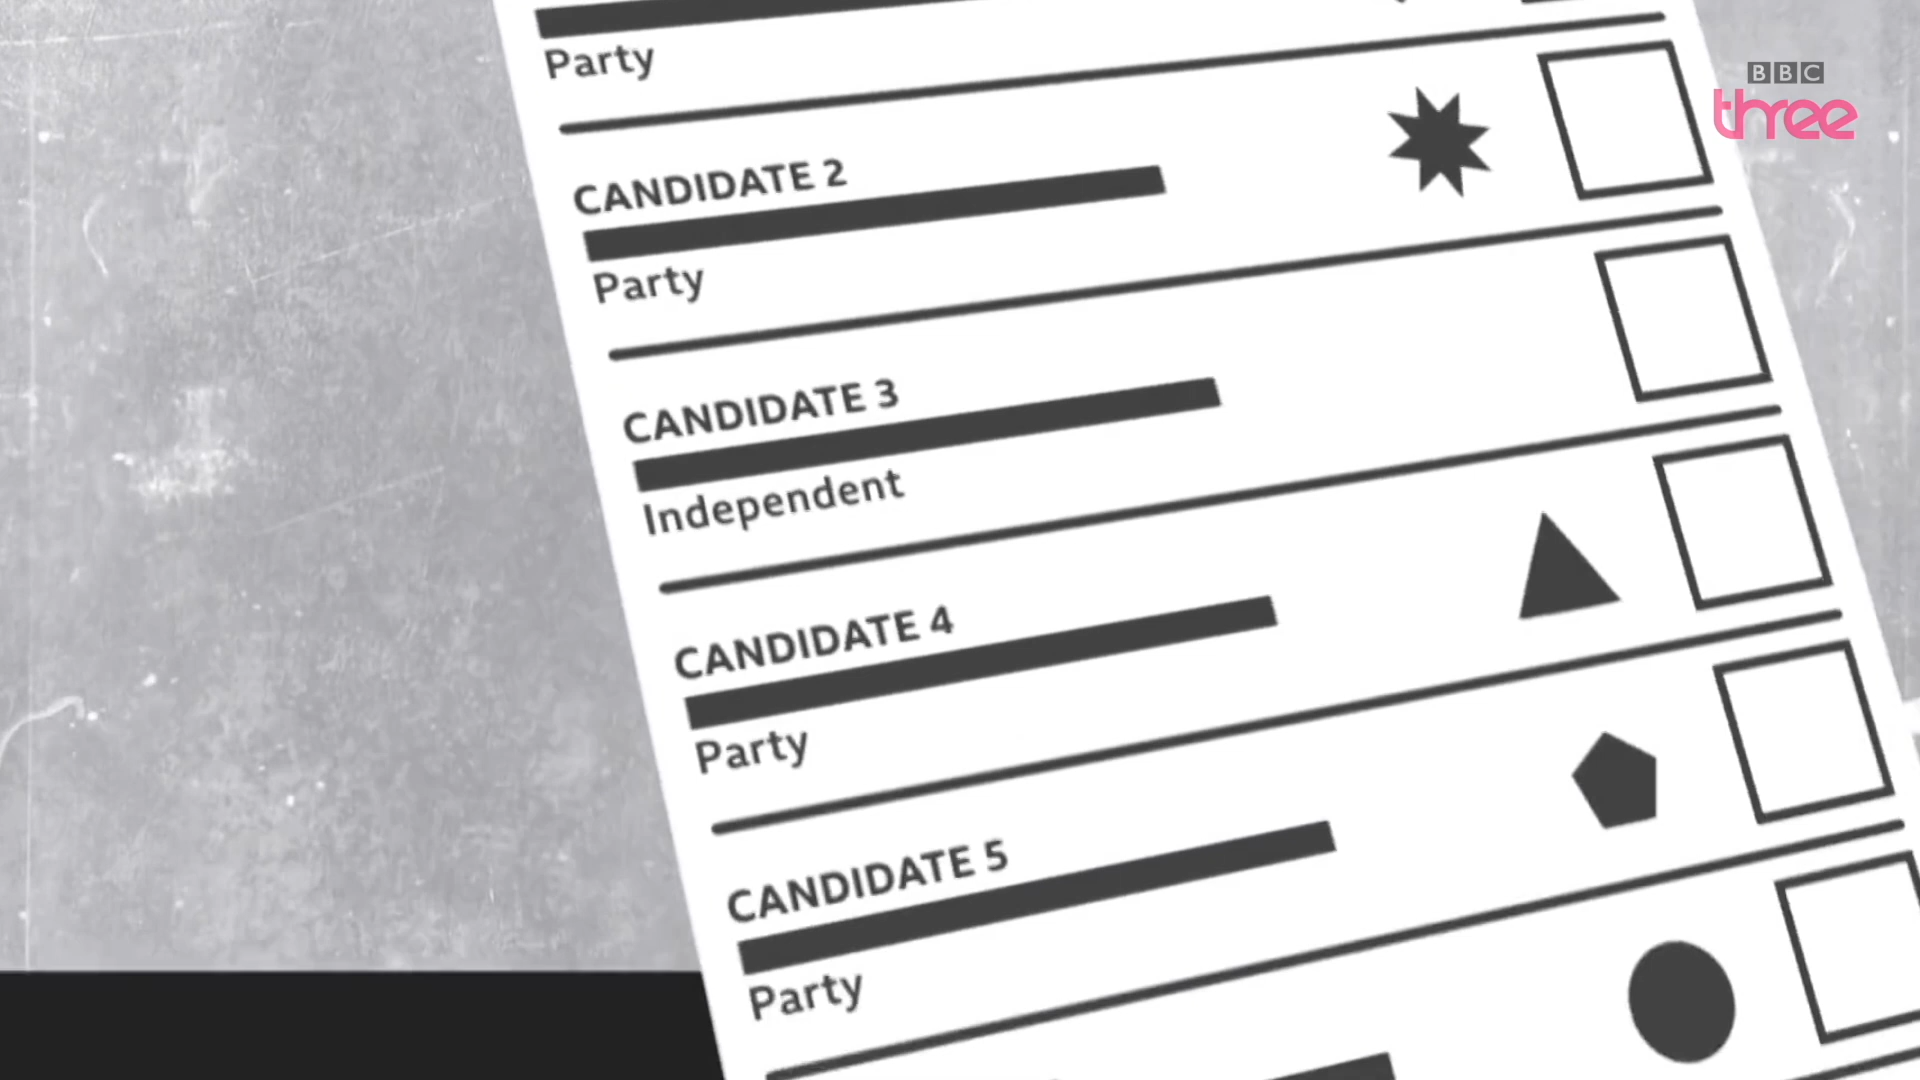 Party
BBC
three
CANDIDATE 2
Party
CANDIDATE 3
Independent
CANDIDATE 4
Party
CANDIDATE 5
Party